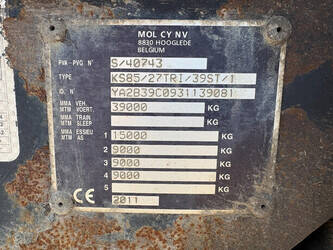 MOL CY NV
8830 HOOGLEDE
BELGIUM
PVA - PVG N° S/40743
TYPE KS85/27TRI/39ST/1
ID. N° YA2B39C0931139081
MMA VEH. MTM VOERT. 39000 KG
MMA TRAIN MTM SLEEP KG
MMA ESSIEU MTM AS 1 15000 KG
2 9000 KG
3 9000 KG
4 9000 KG
5 KG
CE 2011